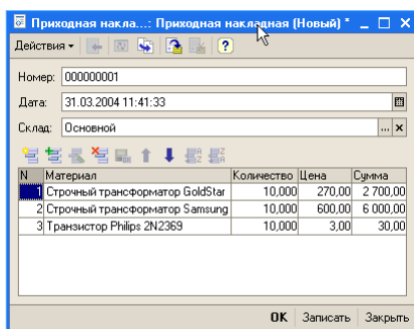 Приходная накла...: Приходная накладная (Новый) *
Действия
Номер: 000000001
Дата: 31.03.2004 11:41:33
Склад: Основной ...
N Материал Количество Цена Сумма
1 Строчный трансформатор GoldStar 10,000 270,00 2 700,00
2 Строчный трансформатор Samsung 10,000 600,00 6 000,00
3 Транзистор Philips 2N2369 10,000 3,00 30,00
OK Записать Закрыть